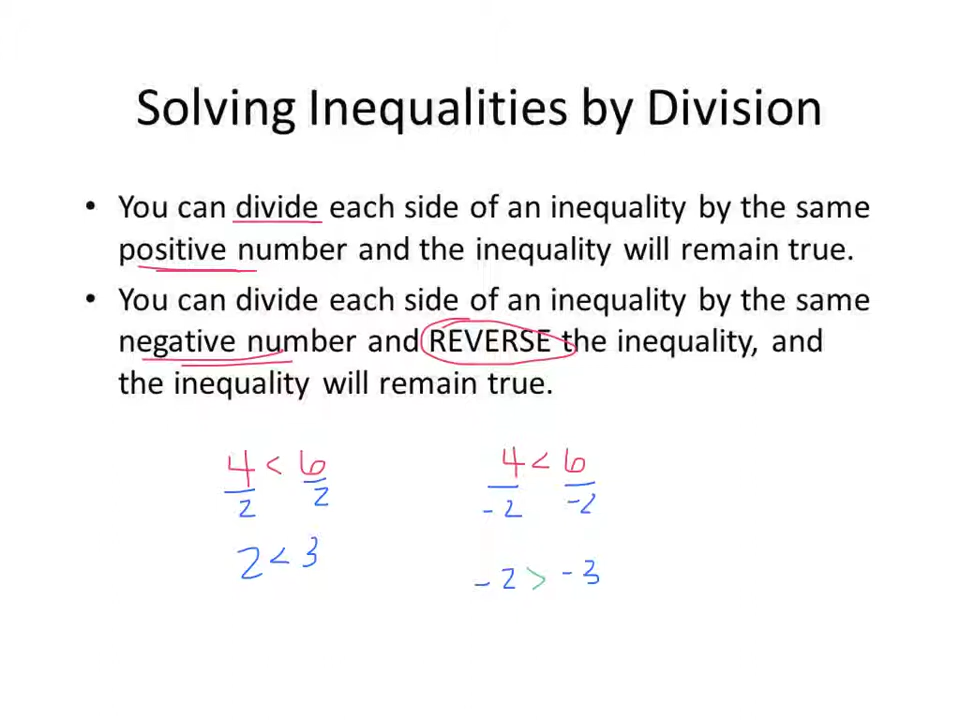 Solving Inequalities by Division
• You can divide each side of an inequality by the same
positive number and the inequality will remain true.
• You can divide each side of an inequality by the same
negative number and REVERSE the inequality, and
the inequality will remain true.
4 < 6
2 2
2 < 3
4 < 6
-2 -2
-2 > -3